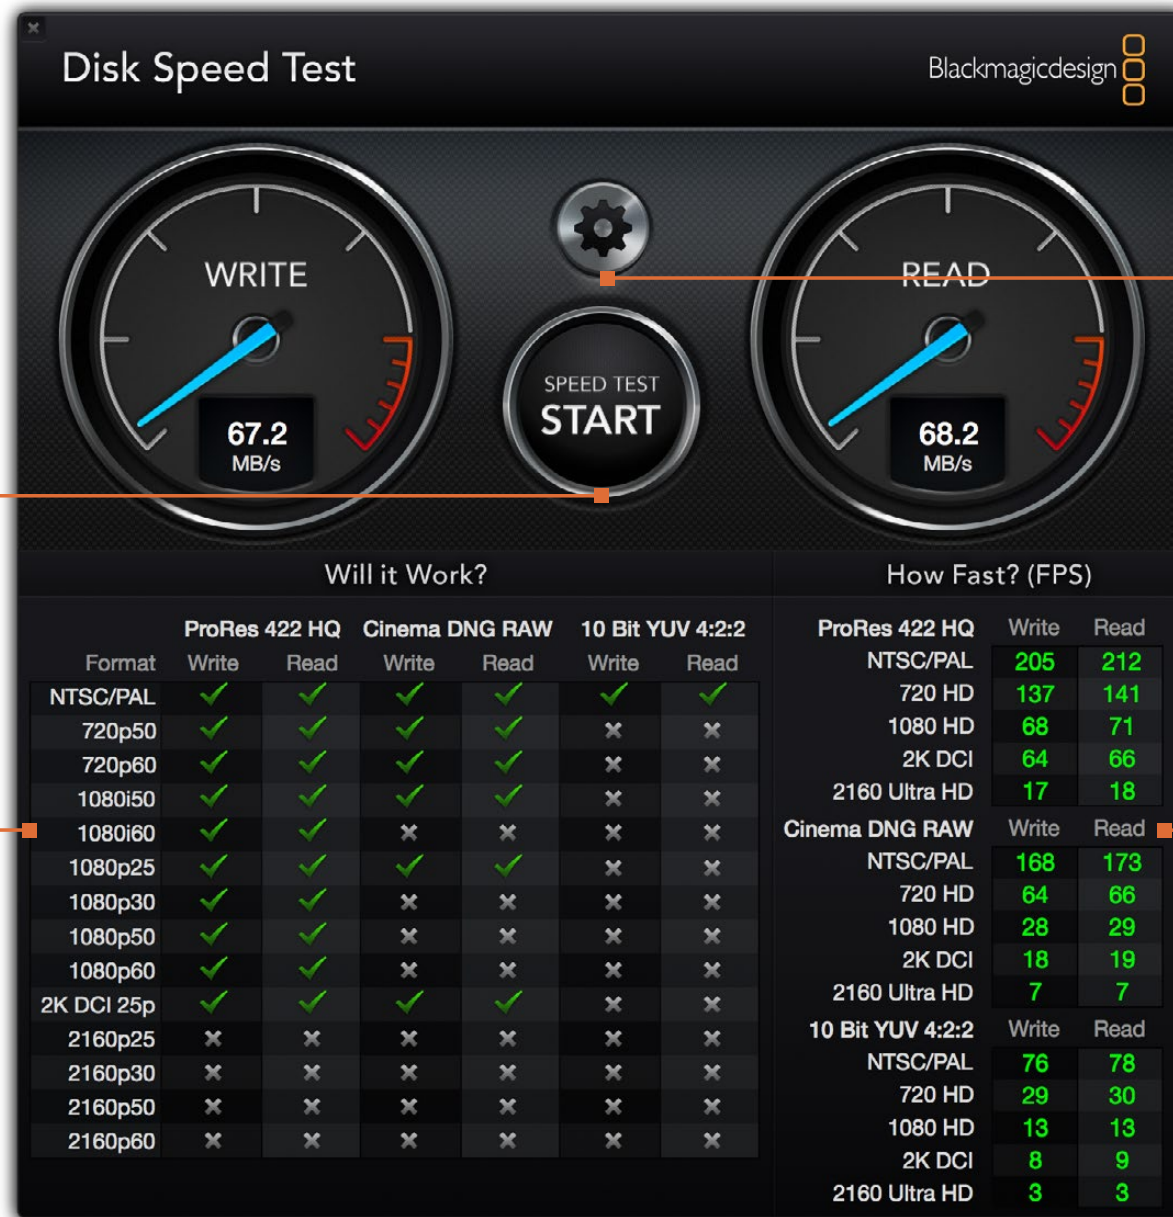 Disk Speed Test
Blackmagicdesign
WRITE
67.2
MB/s
SPEED TEST
START
READ
68.2
MB/s
Will it Work?
ProRes 422 HQ Cinema DNG RAW 10 Bit YUV 4:2:2
Format Write Read Write Read Write Read
NTSC/PAL
720p50
720p60
1080i50
1080i60
1080p25
1080p30
1080p50
1080p60
2K DCI 25p
2160p25
2160p30
2160p50
2160p60
How Fast? (FPS)
ProRes 422 HQ Write Read
NTSC/PAL 205 212
720 HD 137 141
1080 HD 68 71
2K DCI 64 66
2160 Ultra HD 17 18
Cinema DNG RAW Write Read
NTSC/PAL 168 173
720 HD 64 66
1080 HD 28 29
2K DCI 18 19
2160 Ultra HD 7 7
10 Bit YUV 4:2:2 Write Read
NTSC/PAL 76 78
720 HD 29 30
1080 HD 13 13
2K DCI 8 9
2160 Ultra HD 3 3